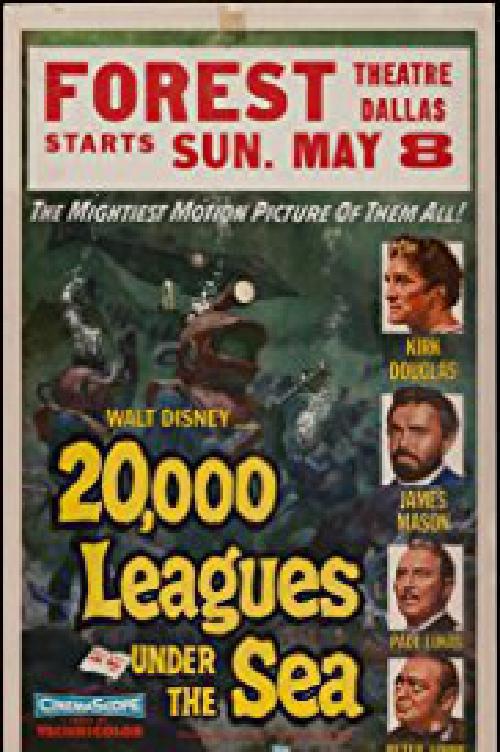 FOREST
THEATRE
DALLAS
STARTS SUN. MAY 8
THE MIGHTIEST MOTION PICTURE OF THEM ALL!
KIRK
DOUGLAS
WALT DISNEY
JAMES
MASON
20,000
Leagues
UNDER
THE
Sea
PAUL LUKAS
CINEMASCOPE
TECHNICOLOR